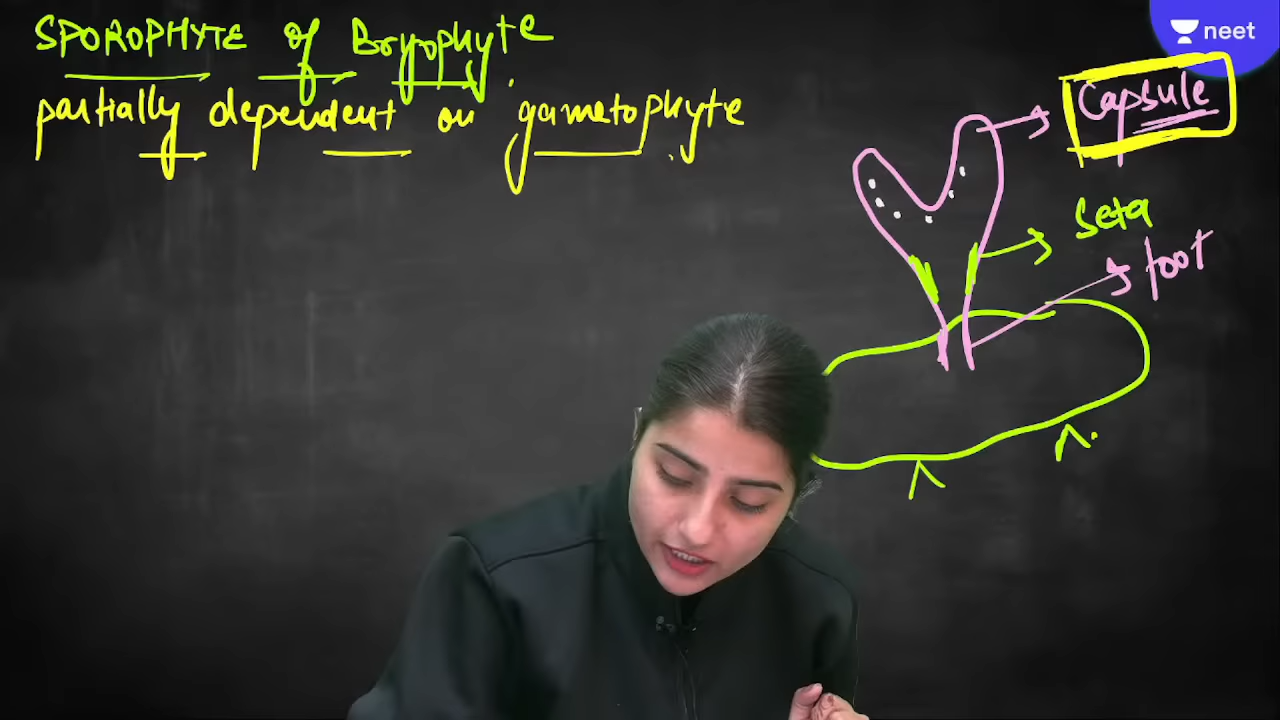 SPOROPHYTE of Bryophyte
partially dependent on gametophyte
neet
Capsule
Seta
foot